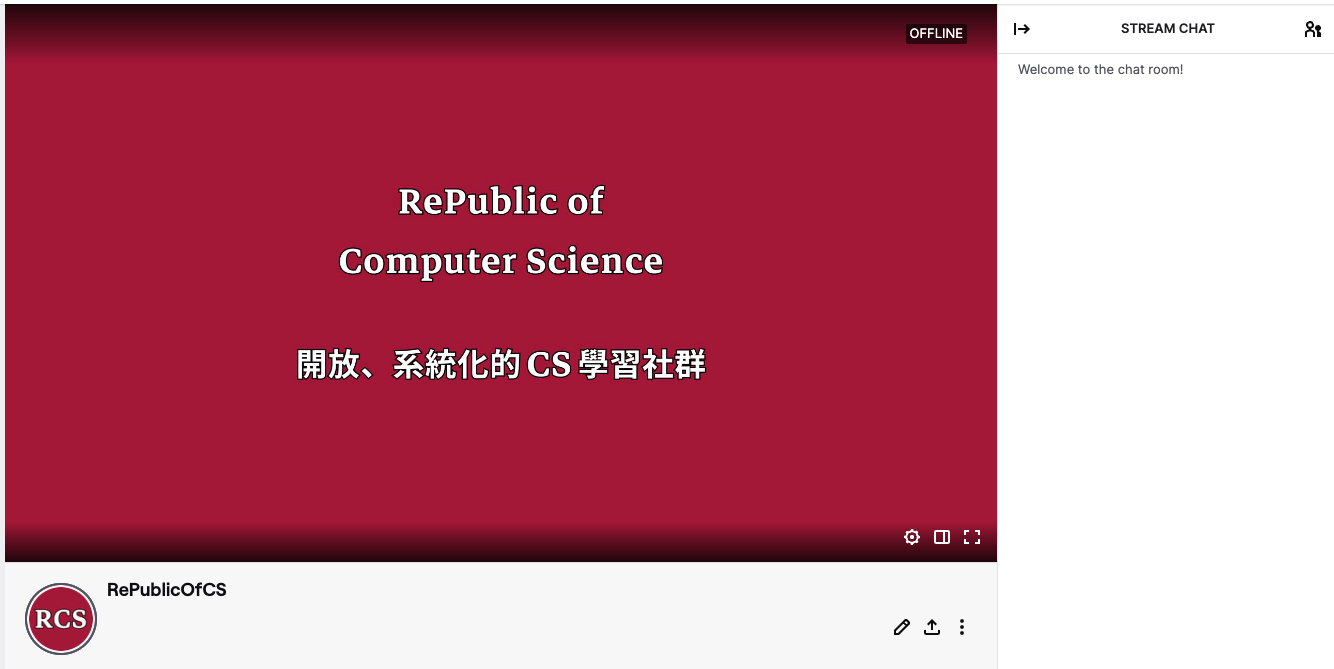 OFFLINE
RePublic of
Computer Science
開放、系統化的 CS 學習社群
RCS
RePublicOfCS
STREAM CHAT
Welcome to the chat room!